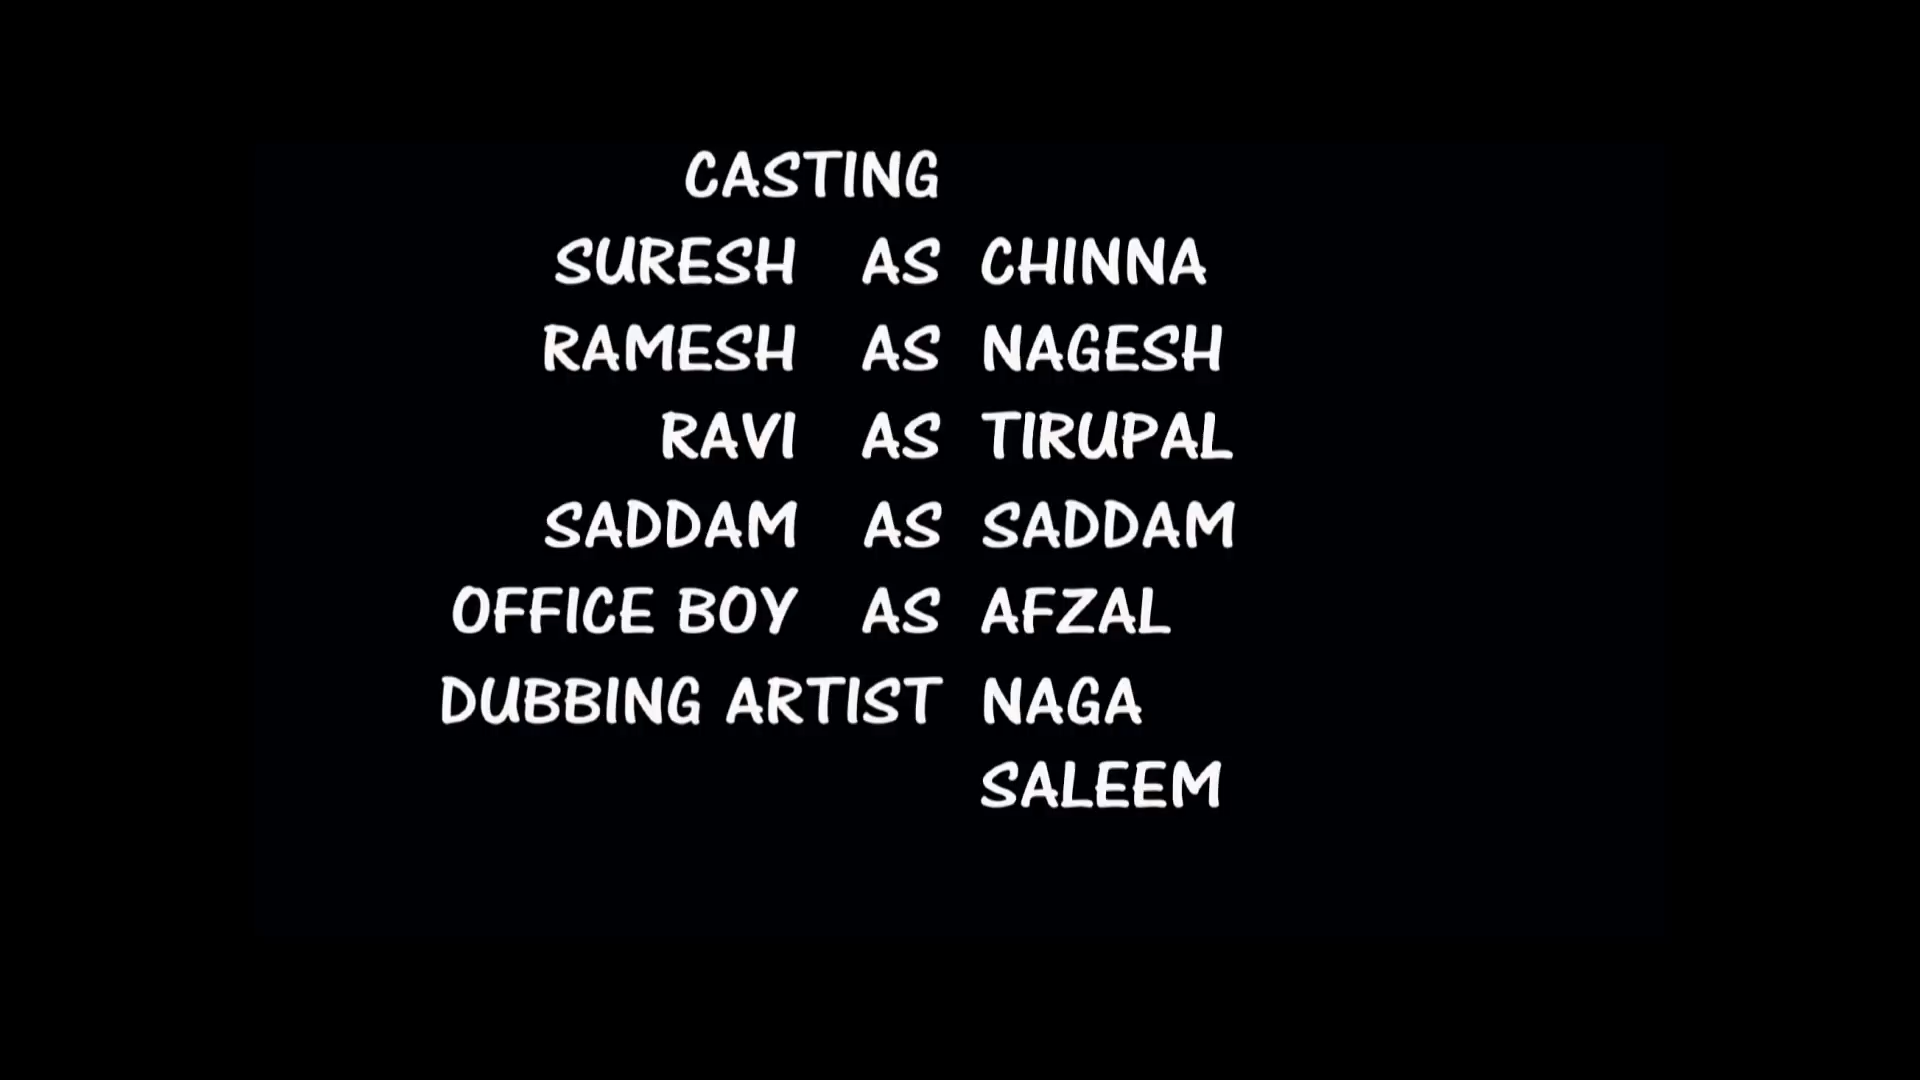 CASTING
SURESH AS CHINNA
RAMESH AS NAGESH
RAVI AS TIRUPAL
SADDAM AS SADDAM
OFFICE BOY AS AFZAL
DUBBING ARTIST NAGA
SALEEM